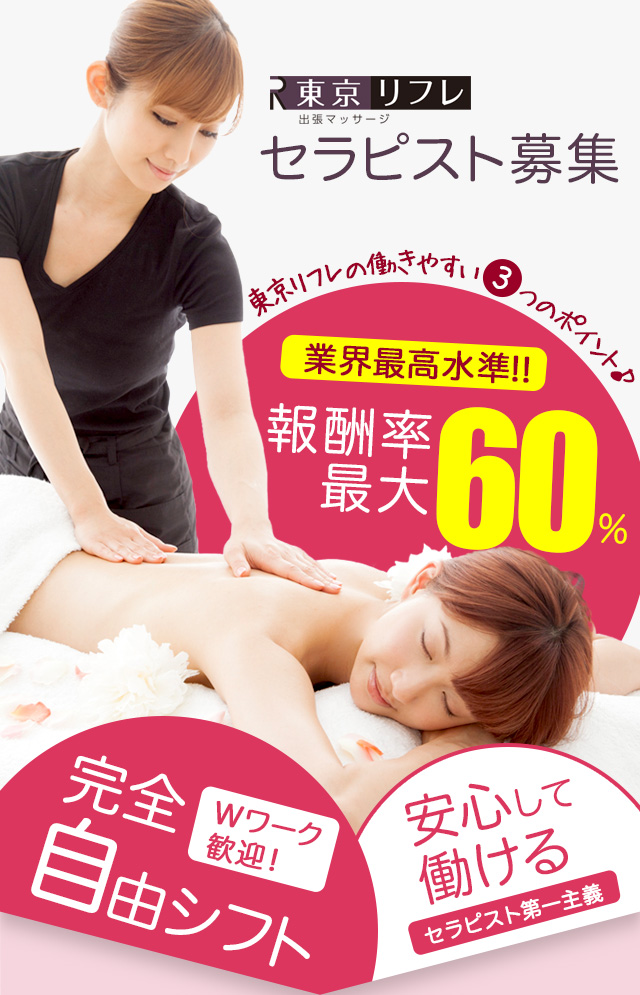 R東京リフレ
出張マッサージ
セラピスト募集
東京リフレの働きやすい3つのポイント♪
業界最高水準!!
報酬率
最大
60%
完全
自由シフト
Wワーク
歓迎!
安心して
働ける
セラピスト第一主義